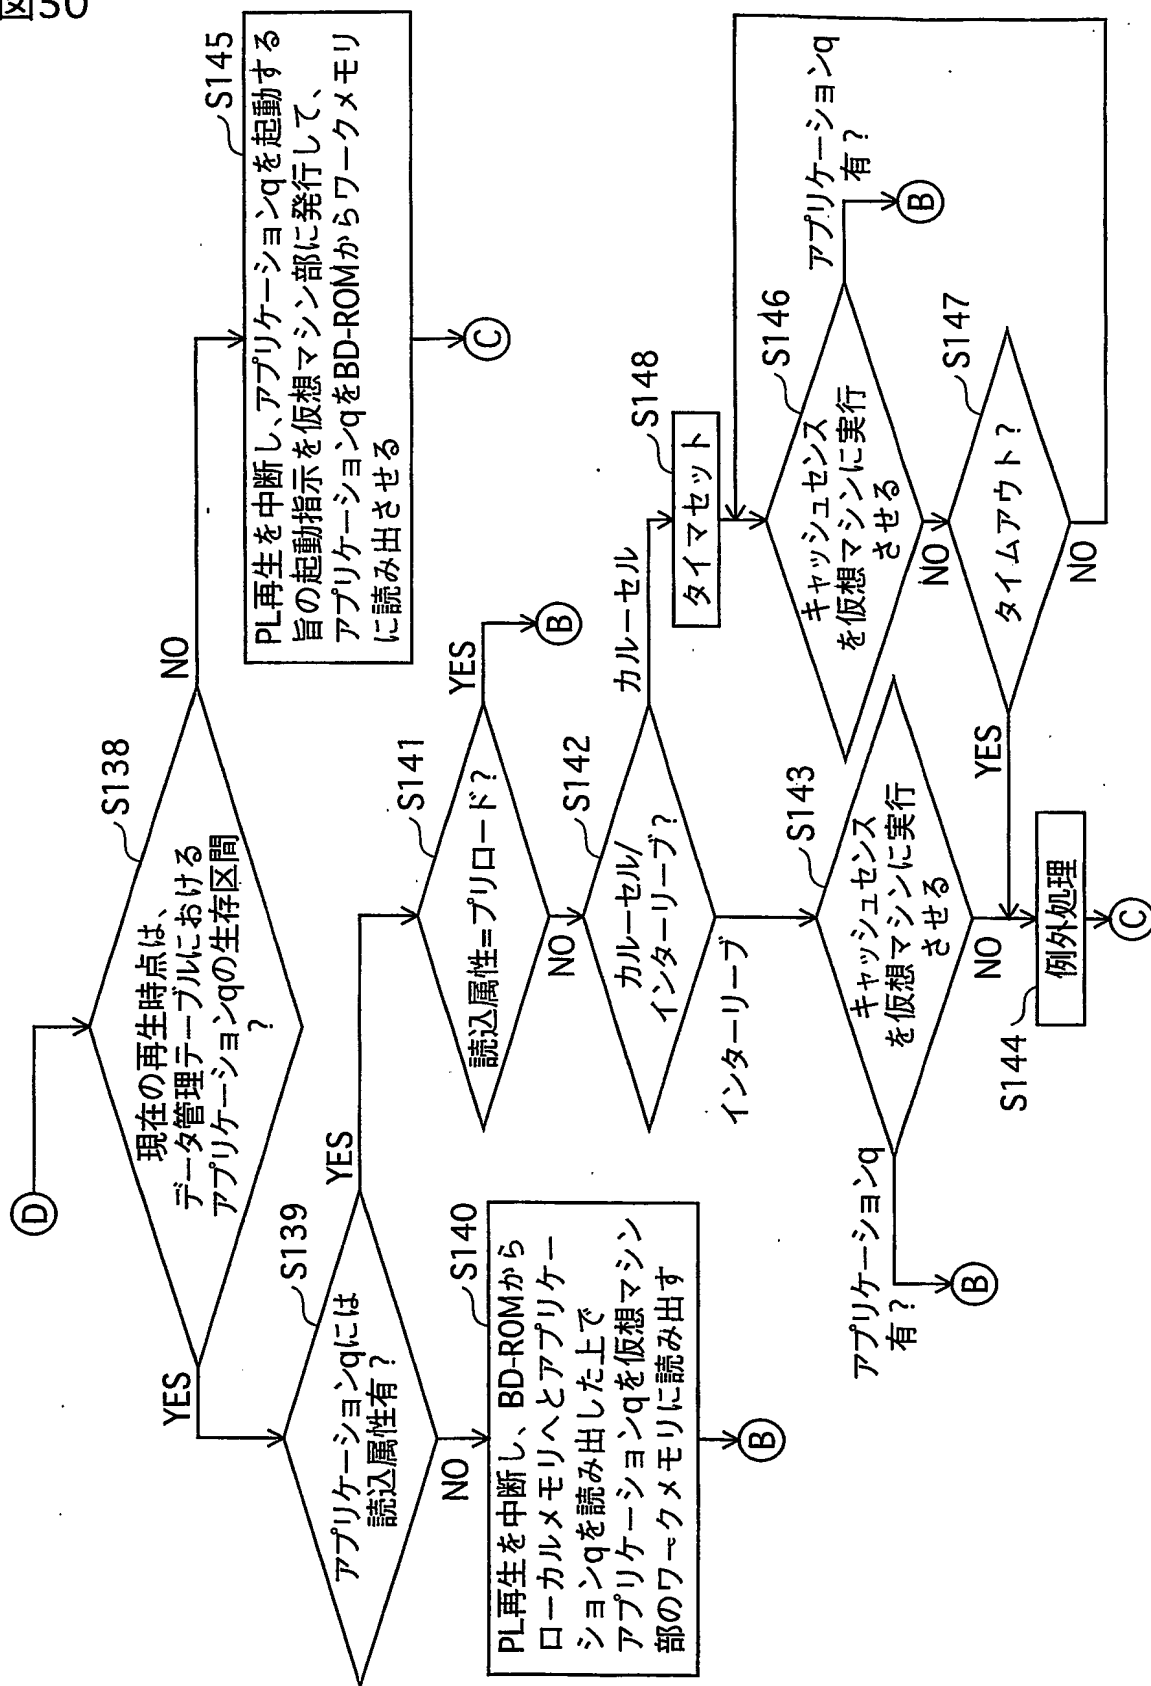 図50
D
現在の再生時点は、
データ管理テーブルにおける
アプリケーションqの生存区間
？
S138
YES
NO
PL再生を中断し、アプリケーションqを起動する
旨の起動指示を仮想マシン部に発行して、
アプリケーションqをBD-ROMからワークメモリ
に読み出させる
S145
C
アプリケーションqには
読込属性有？
S139
YES
NO
PL再生を中断し、BD-ROMから
ローカルメモリへとアプリケー
ションqを読み出した上で
アプリケーションqを仮想マシン
部のワークメモリに読み出す
S140
B
読込属性=プリロード？
S141
YES
B
NO
カルーセル/
インターリーブ？
S142
カルーセル
インターリーブ
タイマセット
S148
キャッシュセンス
を仮想マシンに実行
させる
S146
アプリケーションq
有？
B
NO
タイムアウト？
S147
YES
NO
キャッシュセンス
を仮想マシンに実行
させる
S143
アプリケーションq
有？
B
NO
例外処理
S144
C